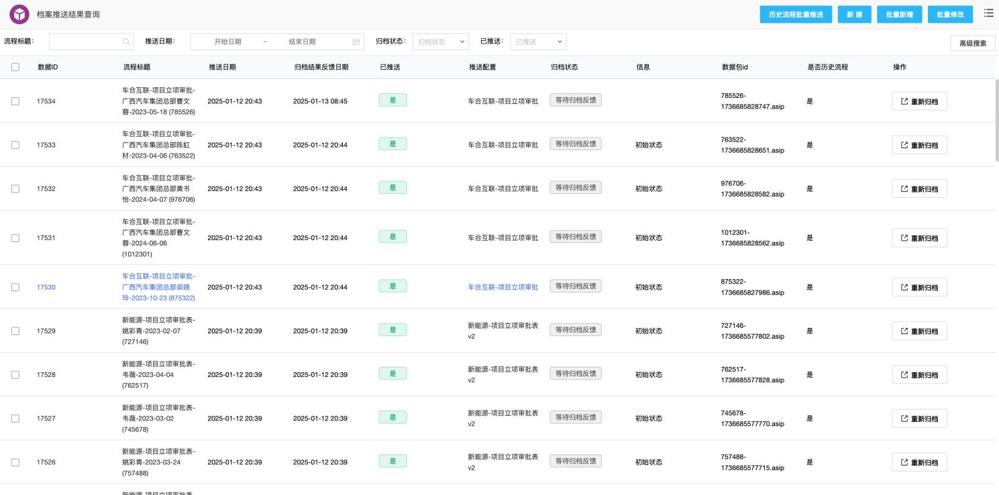 档案推送结果查询
历史流程批量推送 新 建 批量新增 批量修改
流程标题: 推送日期: 开始日期 ~ 结束日期 归档状态: 归档状态 已推送: 已推送 高级搜索
数据ID 流程标题 推送日期 归档结果反馈日期 已推送 推送配置 归档状态 信息 数据包id 是否历史流程 操作
17534
车合互联-项目立项审批-
广西汽车集团总部曹文
蓉-2023-05-18 (785526)
2025-01-12 20:43 2025-01-13 08:45 是 车合互联-项目立项审批 等待归档反馈
785526-
1736685828747.asip
是 重新归档
17533
车合互联-项目立项审批-
广西汽车集团总部陈虹
材-2023-04-06 (763522)
2025-01-12 20:43 2025-01-12 20:44 是 车合互联-项目立项审批 等待归档反馈 初始状态
763522-
1736685828651.asip
是 重新归档
17532
车合互联-项目立项审批-
广西汽车集团总部黄书
怡-2024-04-07 (976706)
2025-01-12 20:43 2025-01-12 20:44 是 车合互联-项目立项审批 等待归档反馈 初始状态
976706-
1736685828582.asip
是 重新归档
17531
车合互联-项目立项审批-
广西汽车集团总部曹文
蓉-2024-06-06
(1012301)
2025-01-12 20:43 2025-01-12 20:44 是 车合互联-项目立项审批 等待归档反馈 初始状态
1012301-
1736685828562.asip
是 重新归档
17530
车合互联-项目立项审批-
广西汽车集团总部梁晓
玲-2023-10-23 (875322)
2025-01-12 20:43 2025-01-12 20:44 是 车合互联-项目立项审批 等待归档反馈 初始状态
875322-
1736685827986.asip
是 重新归档
17529
新能源-项目立项审批表-
姚彩青-2023-02-07
(727146)
2025-01-12 20:39 2025-01-12 20:39 是
新能源-项目立项审批表
v2
等待归档反馈 初始状态
727146-
1736685577802.asip
是 重新归档
17528
新能源-项目立项审批表-
韦薇-2023-04-04
(762517)
2025-01-12 20:39 2025-01-12 20:39 是
新能源-项目立项审批表
v2
等待归档反馈 初始状态
762517-
1736685577828.asip
是 重新归档
17527
新能源-项目立项审批表-
韦薇-2023-03-02
(745678)
2025-01-12 20:39 2025-01-12 20:39 是
新能源-项目立项审批表
v2
等待归档反馈 初始状态
745678-
1736685577770.asip
是 重新归档
17526
新能源-项目立项审批表-
姚彩青-2023-03-24
(757488)
2025-01-12 20:39 2025-01-12 20:39 是
新能源-项目立项审批表
v2
等待归档反馈 初始状态
757488-
1736685577715.asip
是 重新归档
新能源-项目立项审批表-